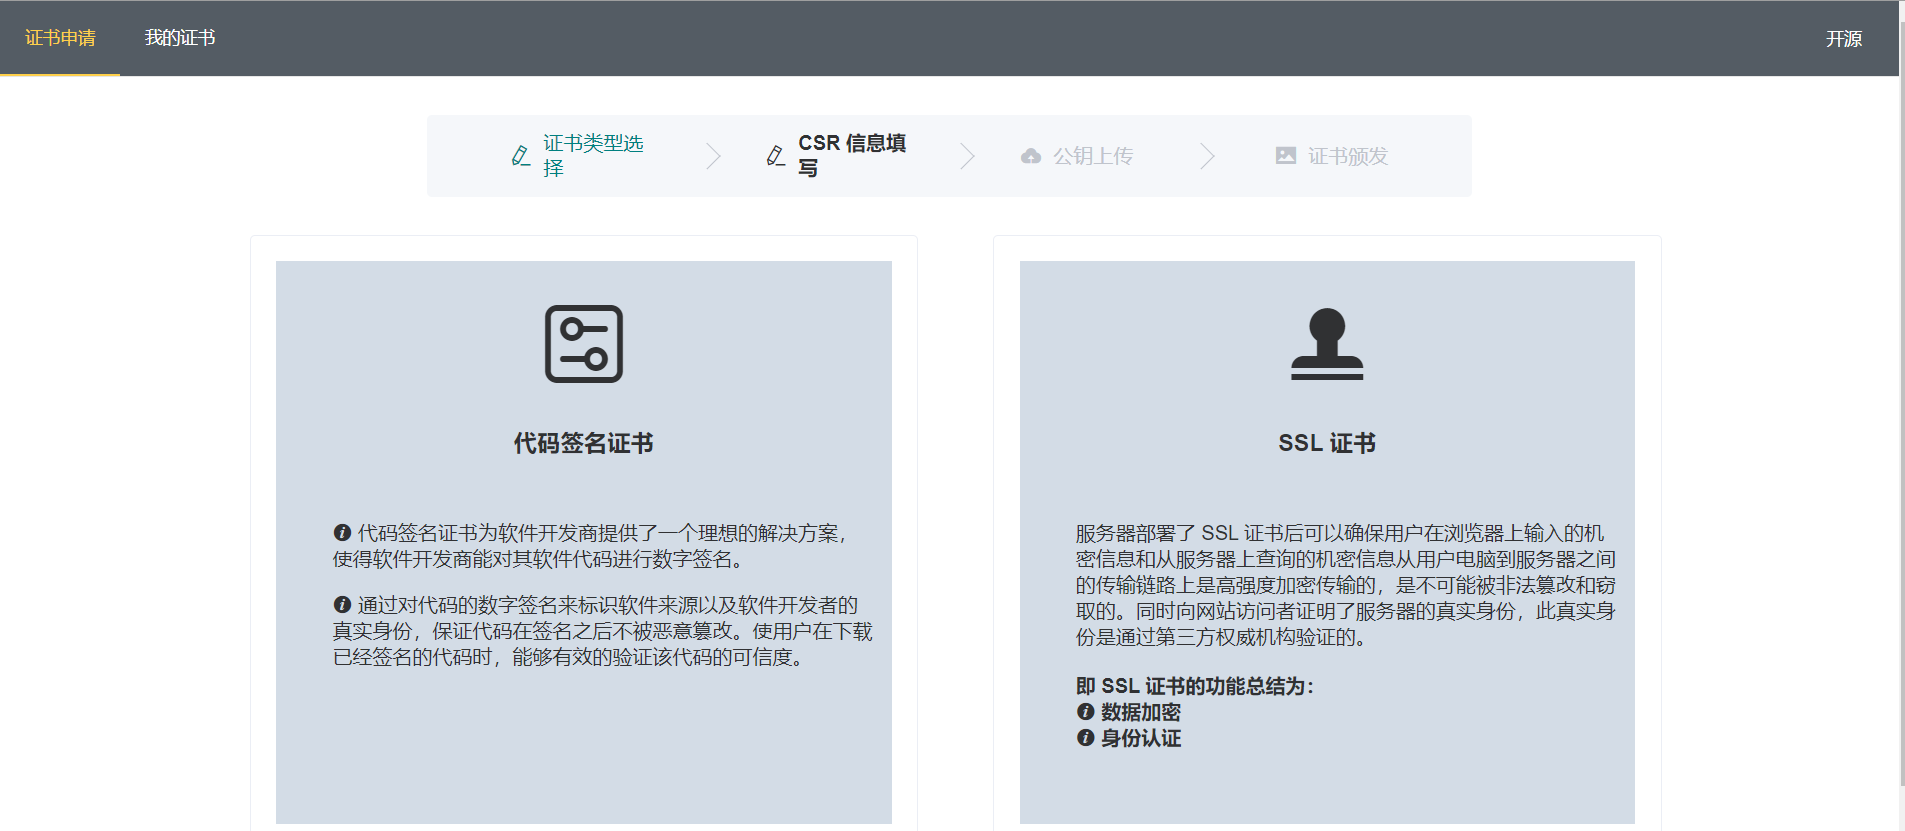 证书申请
我的证书
开源
证书类型选
择
CSR 信息填
写
公钥上传
证书颁发
代码签名证书
代码签名证书为软件开发商提供了一个理想的解决方案，
使得软件开发商能对其软件代码进行数字签名。
通过对代码的数字签名来标识软件来源以及软件开发者的
真实身份，保证代码在签名之后不被恶意篡改。使用户在下载
已经签名的代码时，能够有效的验证该代码的可信度。
SSL 证书
服务器部署了 SSL 证书后可以确保用户在浏览器上输入的机
密信息和从服务器上查询的机密信息从用户电脑到服务器之间
的传输链路上是高强度加密传输的，是不可能被非法篡改和窃
取的。同时向网站访问者证明了服务器的真实身份，此真实身
份是通过第三方权威机构验证的。
即 SSL 证书的功能总结为：
数据加密
身份认证